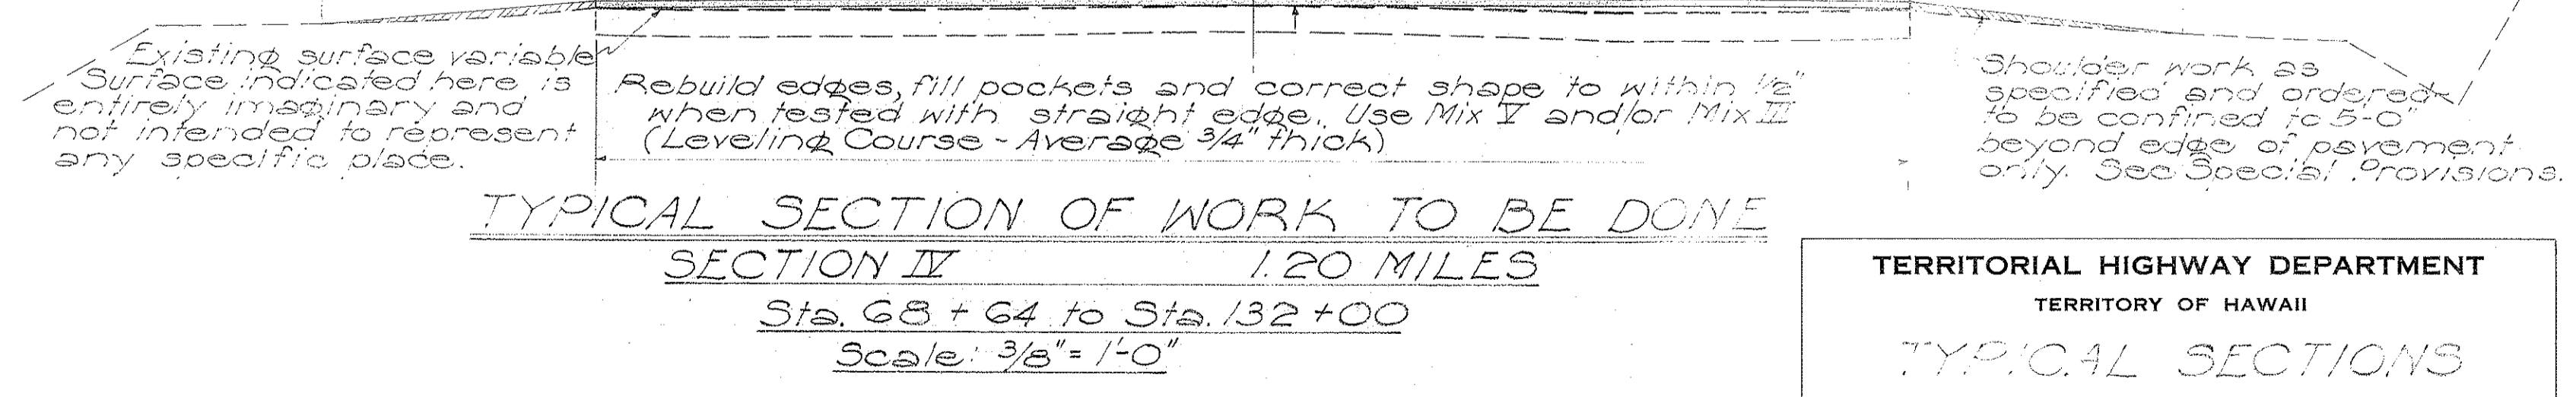 Existing surface variable
Surface indicated here is
entirely imaginary and
not intended to represent
any specific place.
Rebuild edges, fill pockets and correct shape to within 1/2"
when tested with straight edge. Use Mix V and/or Mix III
(Leveling Course - Average 3/4" thick)
Shoulder work as
specified and ordered
to be confined to 5-0"
beyond edge of pavement
only. See Special Provisions.
TYPICAL SECTION OF WORK TO BE DONE
SECTION IV 1.20 MILES
Sta. 68 + 64 to Sta. 132 +00
Scale: 3/8" = 1'-0"
TERRITORIAL HIGHWAY DEPARTMENT
TERRITORY OF HAWAII
TYPICAL SECTIONS